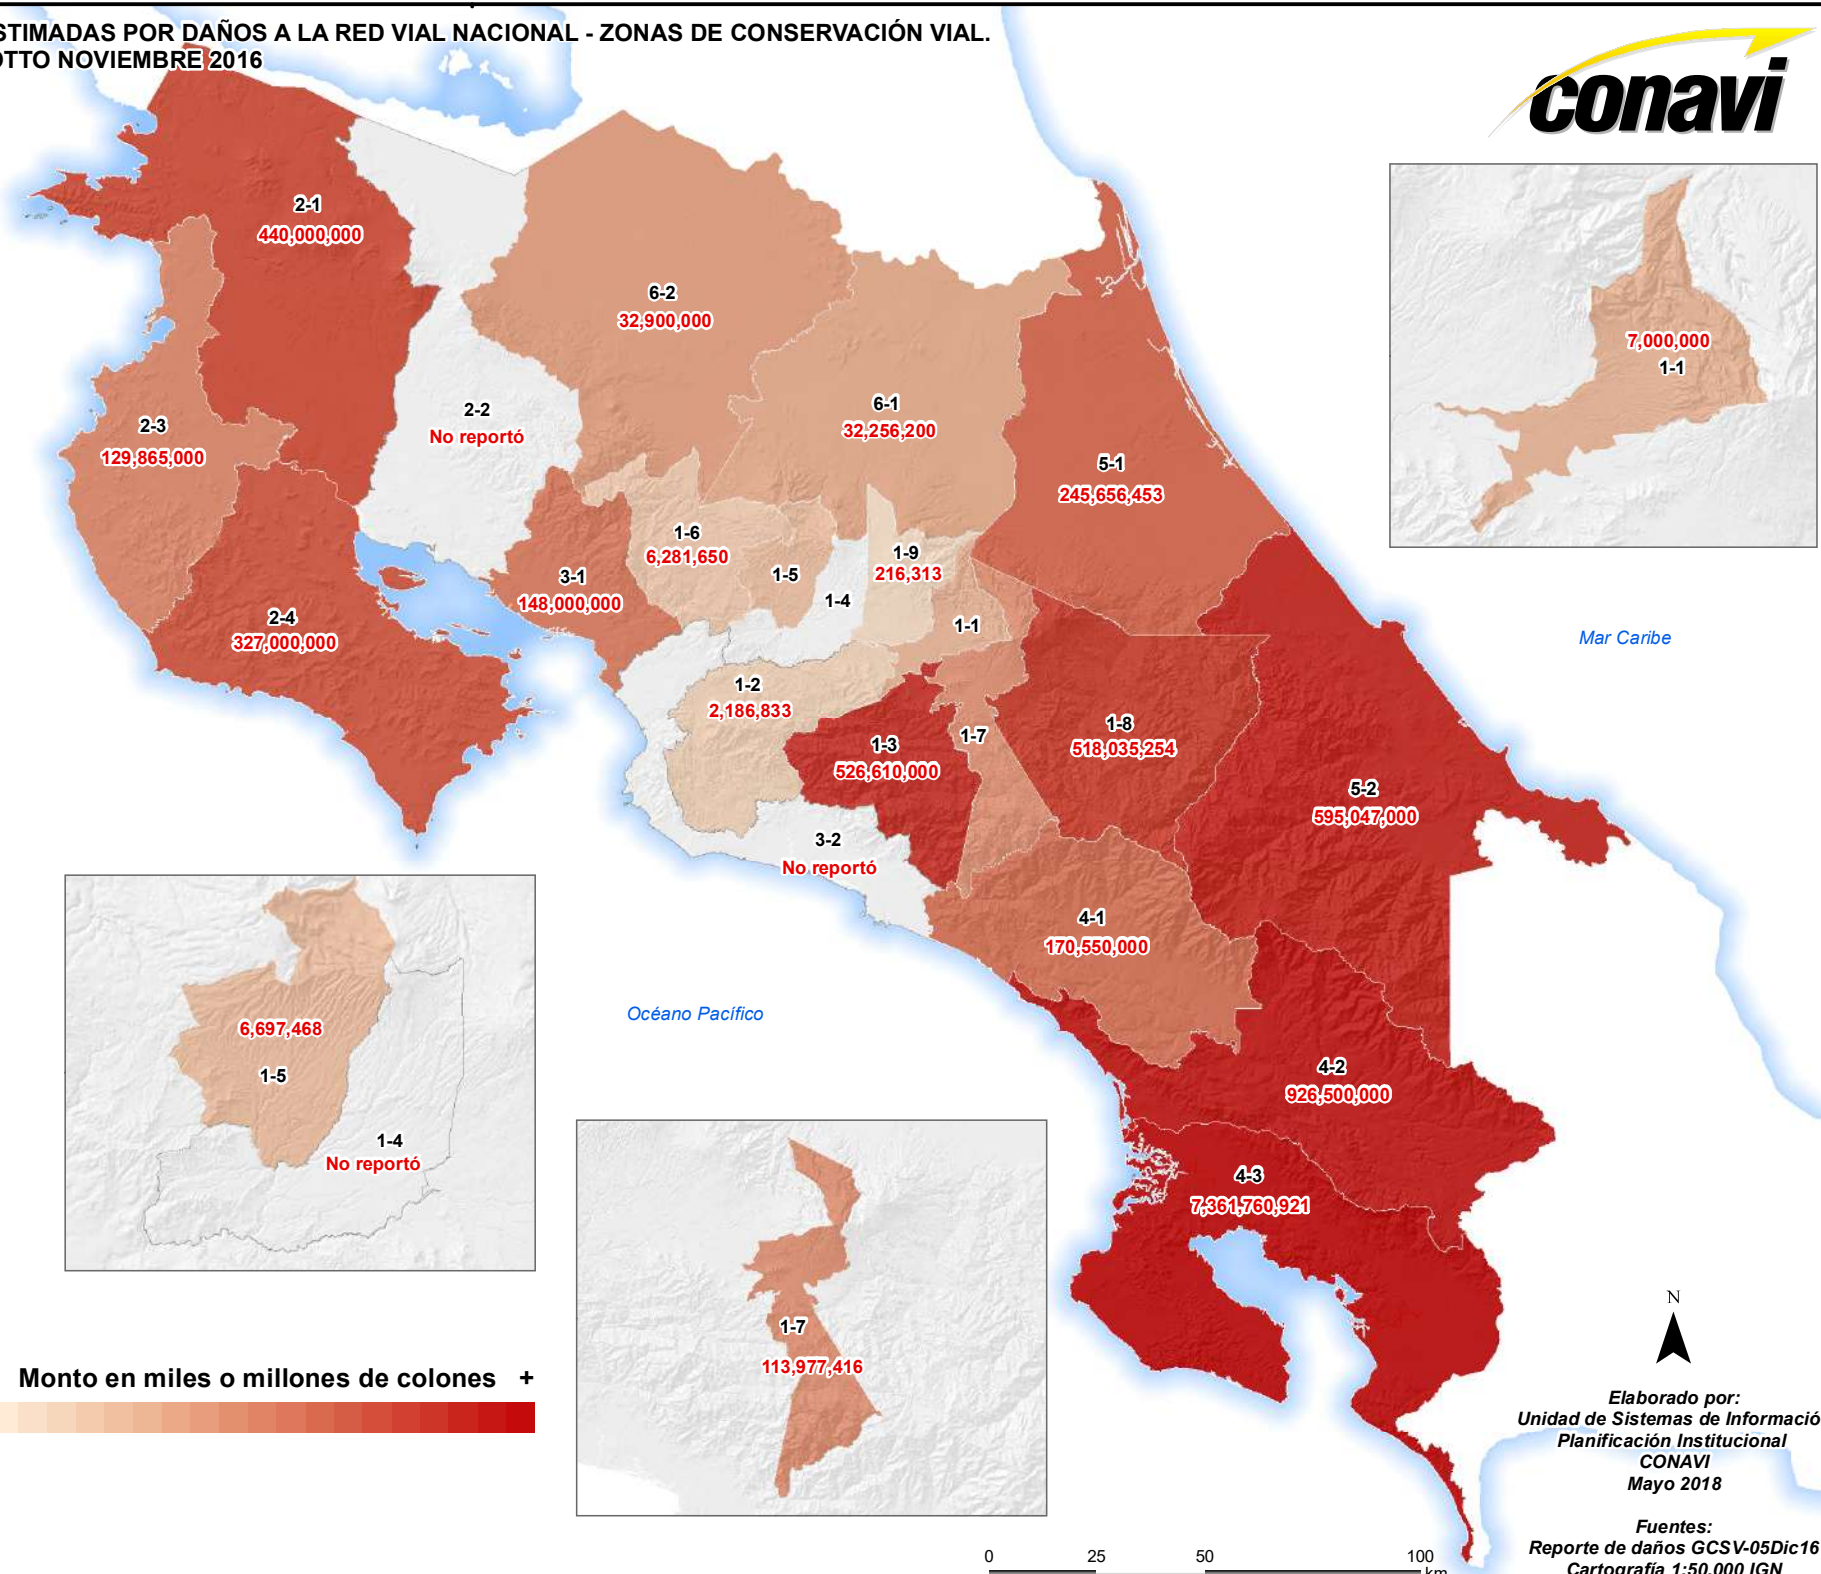 STIMADAS POR DAÑOS A LA RED VIAL NACIONAL - ZONAS DE CONSERVACIÓN VIAL.
OTTO NOVIEMBRE 2016
conavi
2-1
440,000,000
6-2
32,900,000
7,000,000
1-1
2-2
No reportó
6-1
32,256,200
2-3
129,865,000
5-1
245,656,453
1-6
6,281,650
1-9
216,313
3-1
148,000,000
1-5
1-4
1-1
2-4
327,000,000
Mar Caribe
1-2
2,186,833
1-3
526,610,000
1-7
1-8
518,035,254
5-2
595,047,000
3-2
No reportó
4-1
170,550,000
6,697,468
1-5
1-4
No reportó
Océano Pacífico
4-2
926,500,000
4-3
7,361,760,921
1-7
113,977,416
Monto en miles o millones de colones +
N
Elaborado por:
Unidad de Sistemas de Informació
Planificación Institucional
CONAVI
Mayo 2018
Fuentes:
Reporte de daños GCSV-05Dic16
Cartografía 1:50.000 IGN
0 25 50 100
km